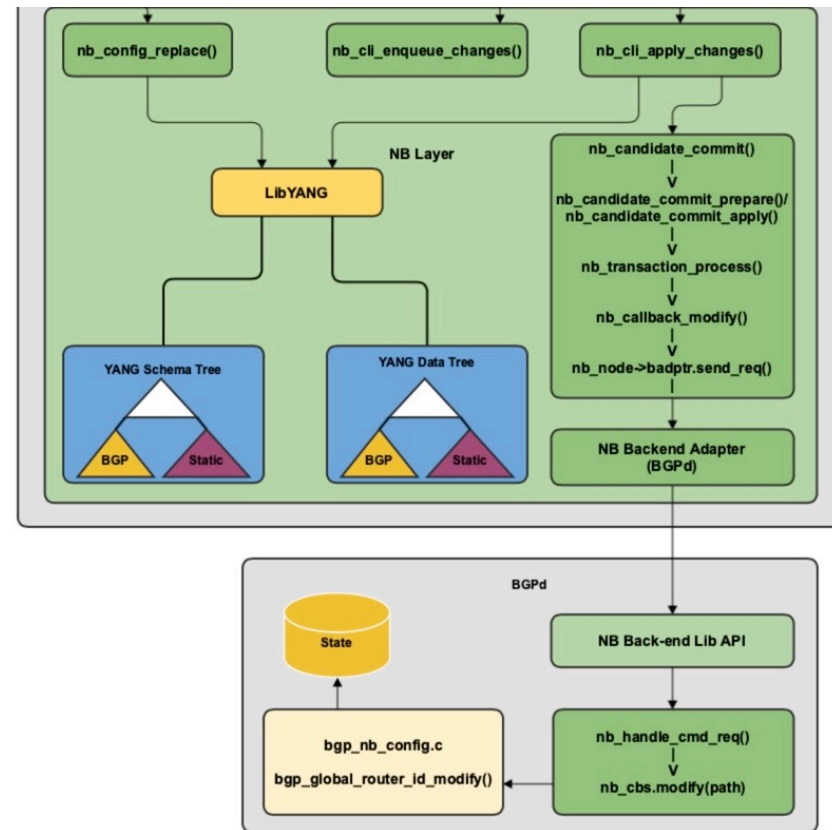 nb_config_replace()
nb_cli_enqueue_changes()
nb_cli_apply_changes()
NB Layer
LibYANG
nb_candidate_commit()
|
V
nb_candidate_commit_prepare()/
nb_candidate_commit_apply()
|
V
nb_transaction_process()
|
V
nb_callback_modify()
|
V
nb_node->badptr.send_req()
|
YANG Schema Tree
BGP
Static
YANG Data Tree
BGP
Static
NB Backend Adapter
(BGPd)
BGPd
State
NB Back-end Lib API
bgp_nb_config.c
bgp_global_router_id_modify()
nb_handle_cmd_req()
|
V
nb_cbs.modify(path)